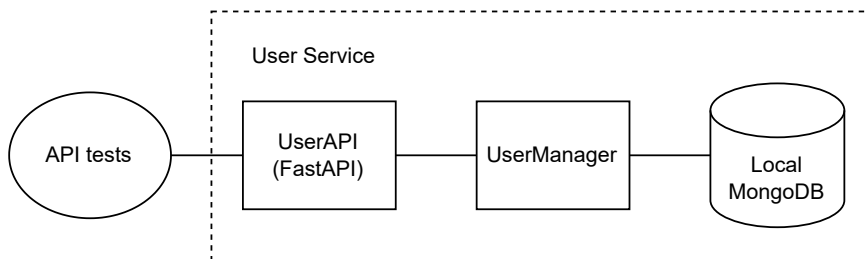 User Service
API tests
UserAPI
(FastAPI)
UserManager
Local
MongoDB